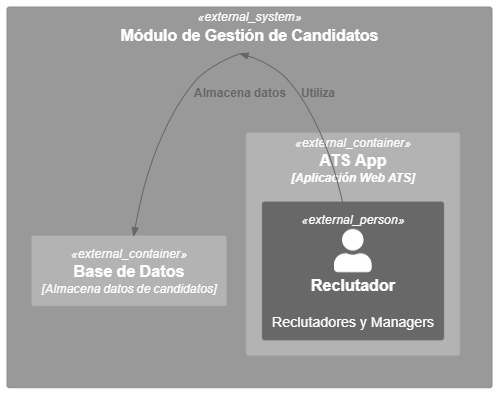 «external_system»
Módulo de Gestión de Candidatos
Almacena datos
Utiliza
«external_container»
ATS App
[Aplicación Web ATS]
«external_person»
Reclutador
Reclutadores y Managers
«external_container»
Base de Datos
[Almacena datos de candidatos]